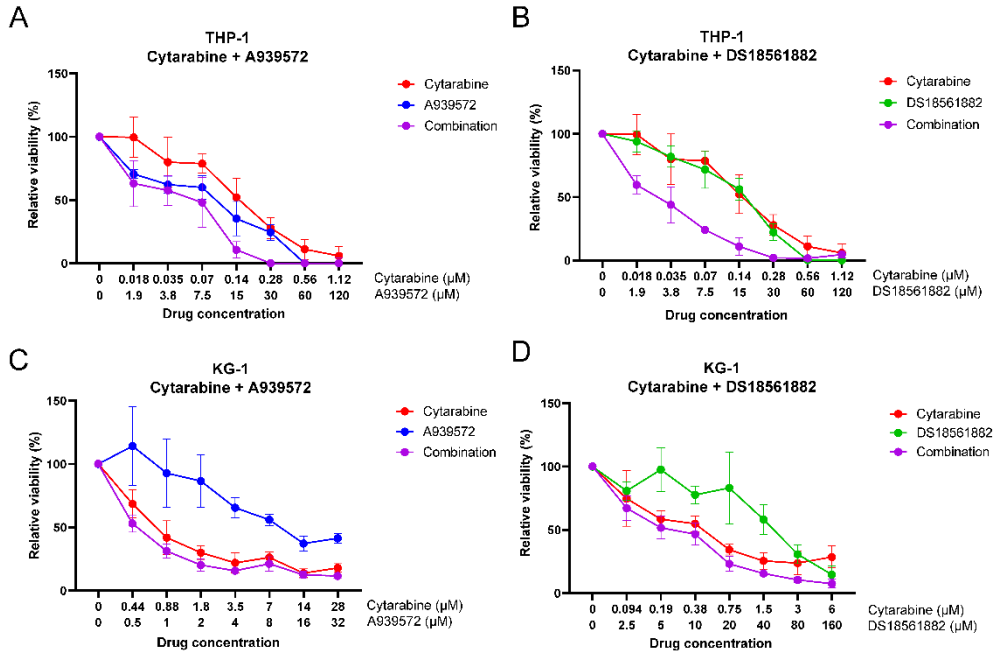 A
THP-1
Cytarabine + A939572
Relative viability (%)
150
100
50
0
Cytarabine
A939572
Combination
0 0.018 0.035 0.07 0.14 0.28 0.56 1.12 Cytarabine (μM)
0 1.9 3.8 7.5 15 30 60 120 A939572 (μM)
Drug concentration
B
THP-1
Cytarabine + DS18561882
Relative viability (%)
150
100
50
0
Cytarabine
DS18561882
Combination
0 0.018 0.035 0.07 0.14 0.28 0.56 1.12 Cytarabine (μM)
0 1.9 3.8 7.5 15 30 60 120 DS18561882 (μM)
Drug concentration
C
KG-1
Cytarabine + A939572
Relative viability (%)
150
100
50
0
Cytarabine
A939572
Combination
0 0.44 0.88 1.8 3.5 7 14 28 Cytarabine (μM)
0 0.5 1 2 4 8 16 32 A939572 (μM)
Drug concentration
D
KG-1
Cytarabine + DS18561882
Relative viability (%)
150
100
50
0
Cytarabine
DS18561882
Combination
0 0.094 0.19 0.38 0.75 1.5 3 6 Cytarabine (μM)
0 2.5 5 10 20 40 80 160 DS18561882 (μM)
Drug concentration